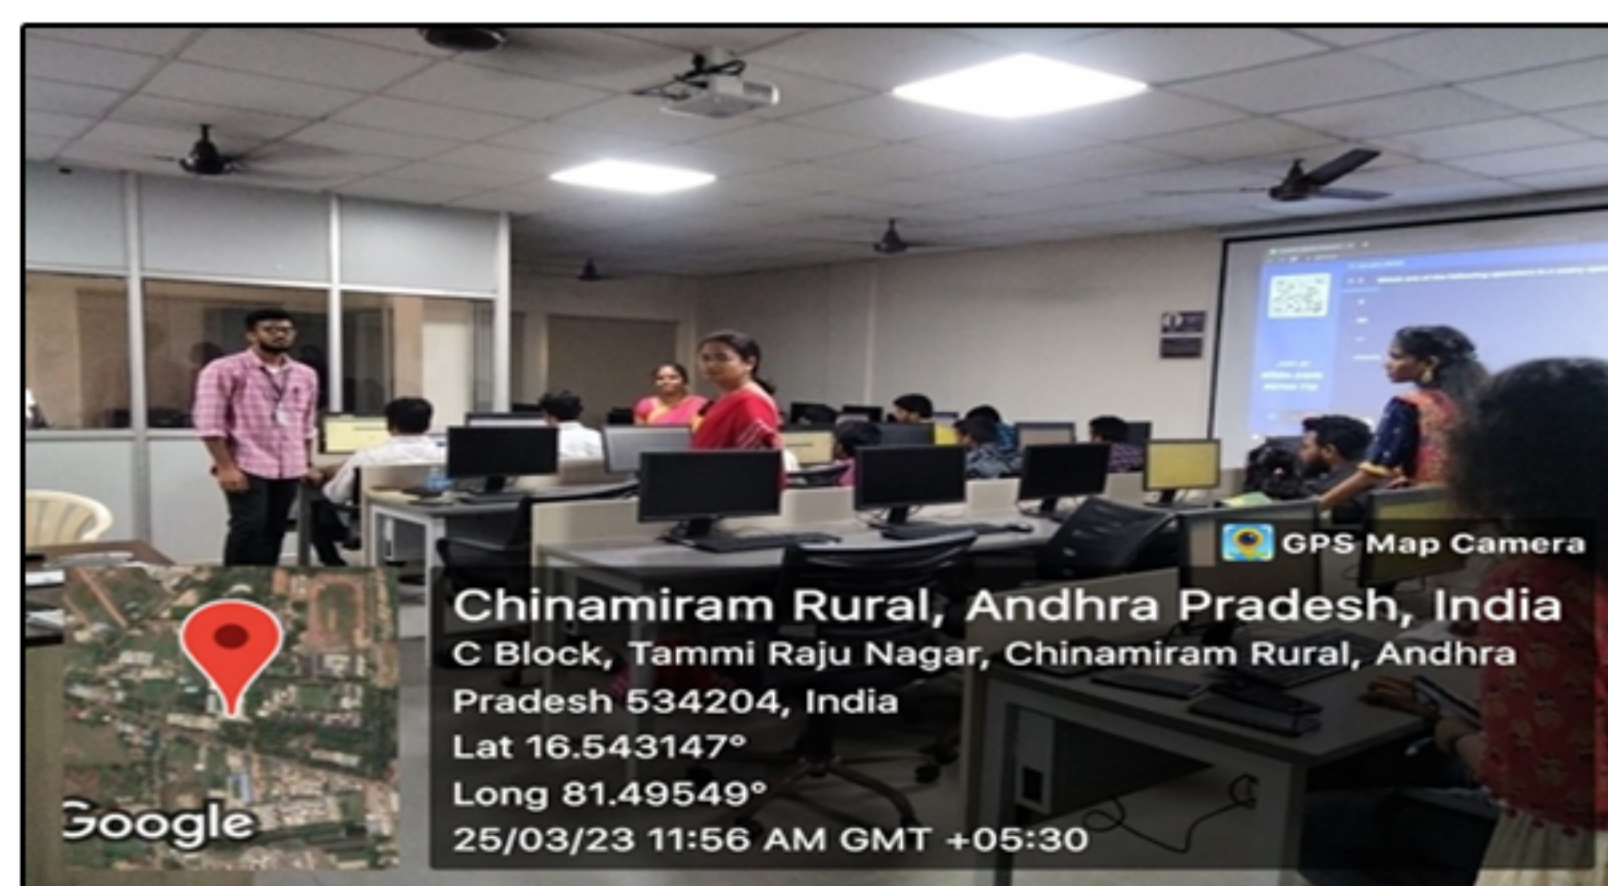 GPS Map Camera
Chinamiram Rural, Andhra Pradesh, India
C Block, Tammi Raju Nagar, Chinamiram Rural, Andhra
Pradesh 534204, India
Lat 16.543147°
Long 81.49549°
25/03/23 11:56 AM GMT +05:30
Google